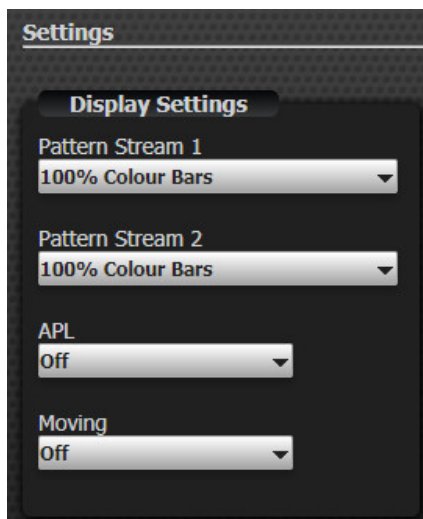 Settings
Display Settings
Pattern Stream 1
100% Colour Bars
Pattern Stream 2
100% Colour Bars
APL
Off
Moving
Off